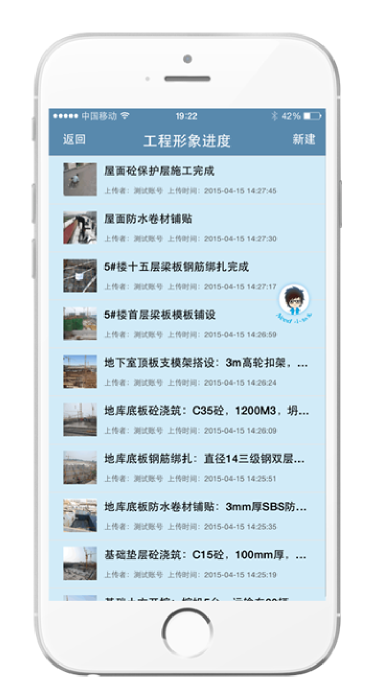 中国移动
19:22
42%
返回
工程形象进度
新建
屋面砼保护层施工完成
上传者：测试账号 上传时间：2015-04-15 14:27:45
屋面防水卷材铺贴
上传者：测试账号 上传时间：2015-04-15 14:27:30
5#楼十五层梁板钢筋绑扎完成
上传者：测试账号 上传时间：2015-04-15 14:27:17
5#楼首层梁板模板铺设
上传者：测试账号 上传时间：2015-04-15 14:26:59
地下室顶板支模架搭设：3m高轮扣架，...
上传者：测试账号 上传时间：2015-04-15 14:26:24
地库底板砼浇筑：C35砼，1200M3，坍...
上传者：测试账号 上传时间：2015-04-15 14:26:09
地库底板钢筋绑扎：直径14三级钢双层...
上传者：测试账号 上传时间：2015-04-15 14:25:51
地库底板防水卷材铺贴：3mm厚SBS防...
上传者：测试账号 上传时间：2015-04-15 14:25:35
基础垫层砼浇筑：C15砼，100mm厚，...
上传者：测试账号 上传时间：2015-04-15 14:25:19